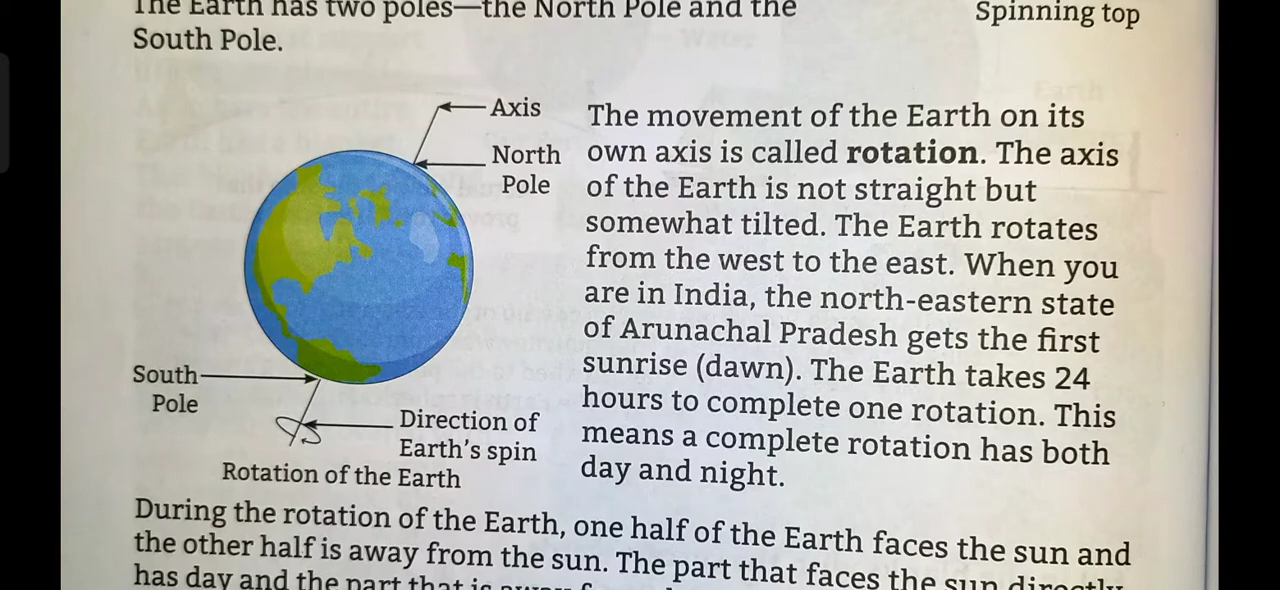 The Earth has two poles—the North Pole and the
South Pole.
Spinning top
Axis
North
Pole
South
Pole
Direction of
Earth's spin
Rotation of the Earth
The movement of the Earth on its
own axis is called rotation. The axis
of the Earth is not straight but
somewhat tilted. The Earth rotates
from the west to the east. When you
are in India, the north-eastern state
of Arunachal Pradesh gets the first
sunrise (dawn). The Earth takes 24
hours to complete one rotation. This
means a complete rotation has both
day and night.
During the rotation of the Earth, one half of the Earth faces the sun and
the other half is away from the sun. The part that faces the sun directly
has day and the part that is away